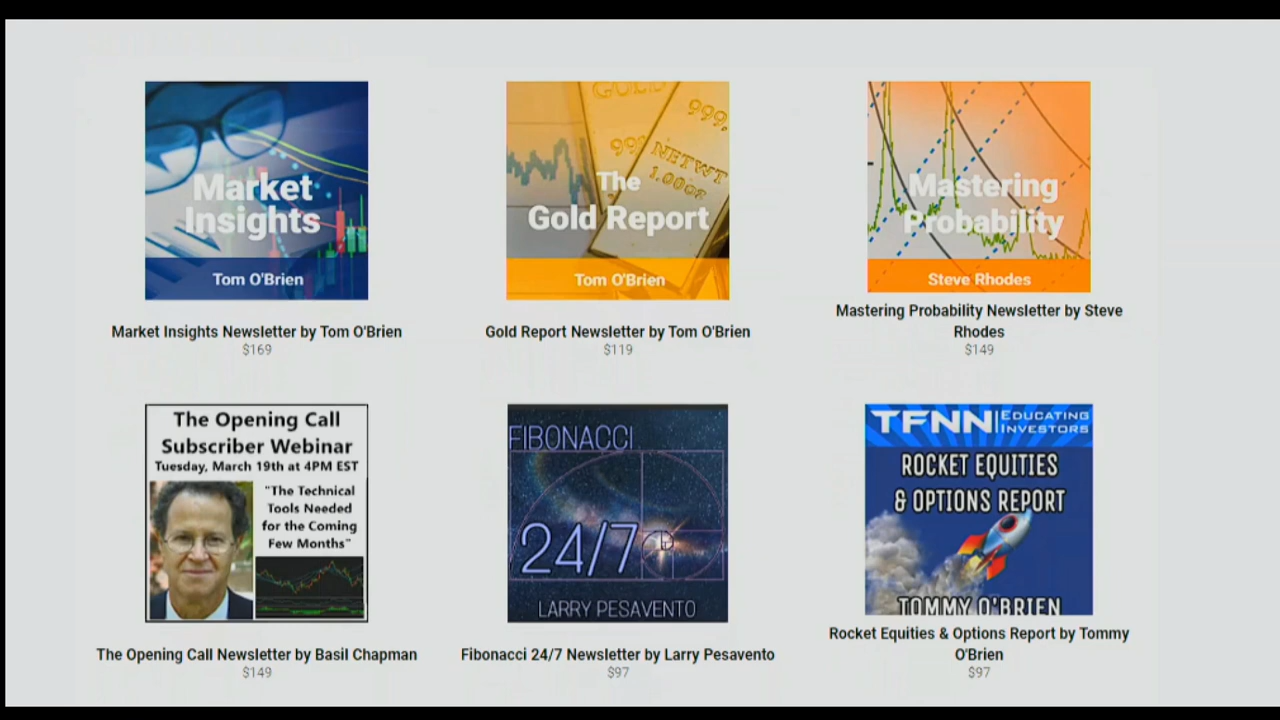 GOLD
999,
999
NETWT
1.000z
Market
Insights
Tom O'Brien
The
Gold Report
Tom O'Brien
Mastering
Probability
Steve Rhodes
Market Insights Newsletter by Tom O'Brien
$169
Gold Report Newsletter by Tom O'Brien
$119
Mastering Probability Newsletter by Steve
Rhodes
$149
The Opening Call
Subscriber Webinar
Tuesday, March 19th at 4PM EST
"The Technical
Tools Needed
for the Coming
Few Months"
FIBONACCI
24/7
LARRY PESAVENTO
TFNN EDUCATING
INVESTORS
ROCKET EQUITIES
& OPTIONS REPORT
TOMMY O'BRIEN
The Opening Call Newsletter by Basil Chapman
$149
Fibonacci 24/7 Newsletter by Larry Pesavento
$97
Rocket Equities & Options Report by Tommy
O'Brien
$97